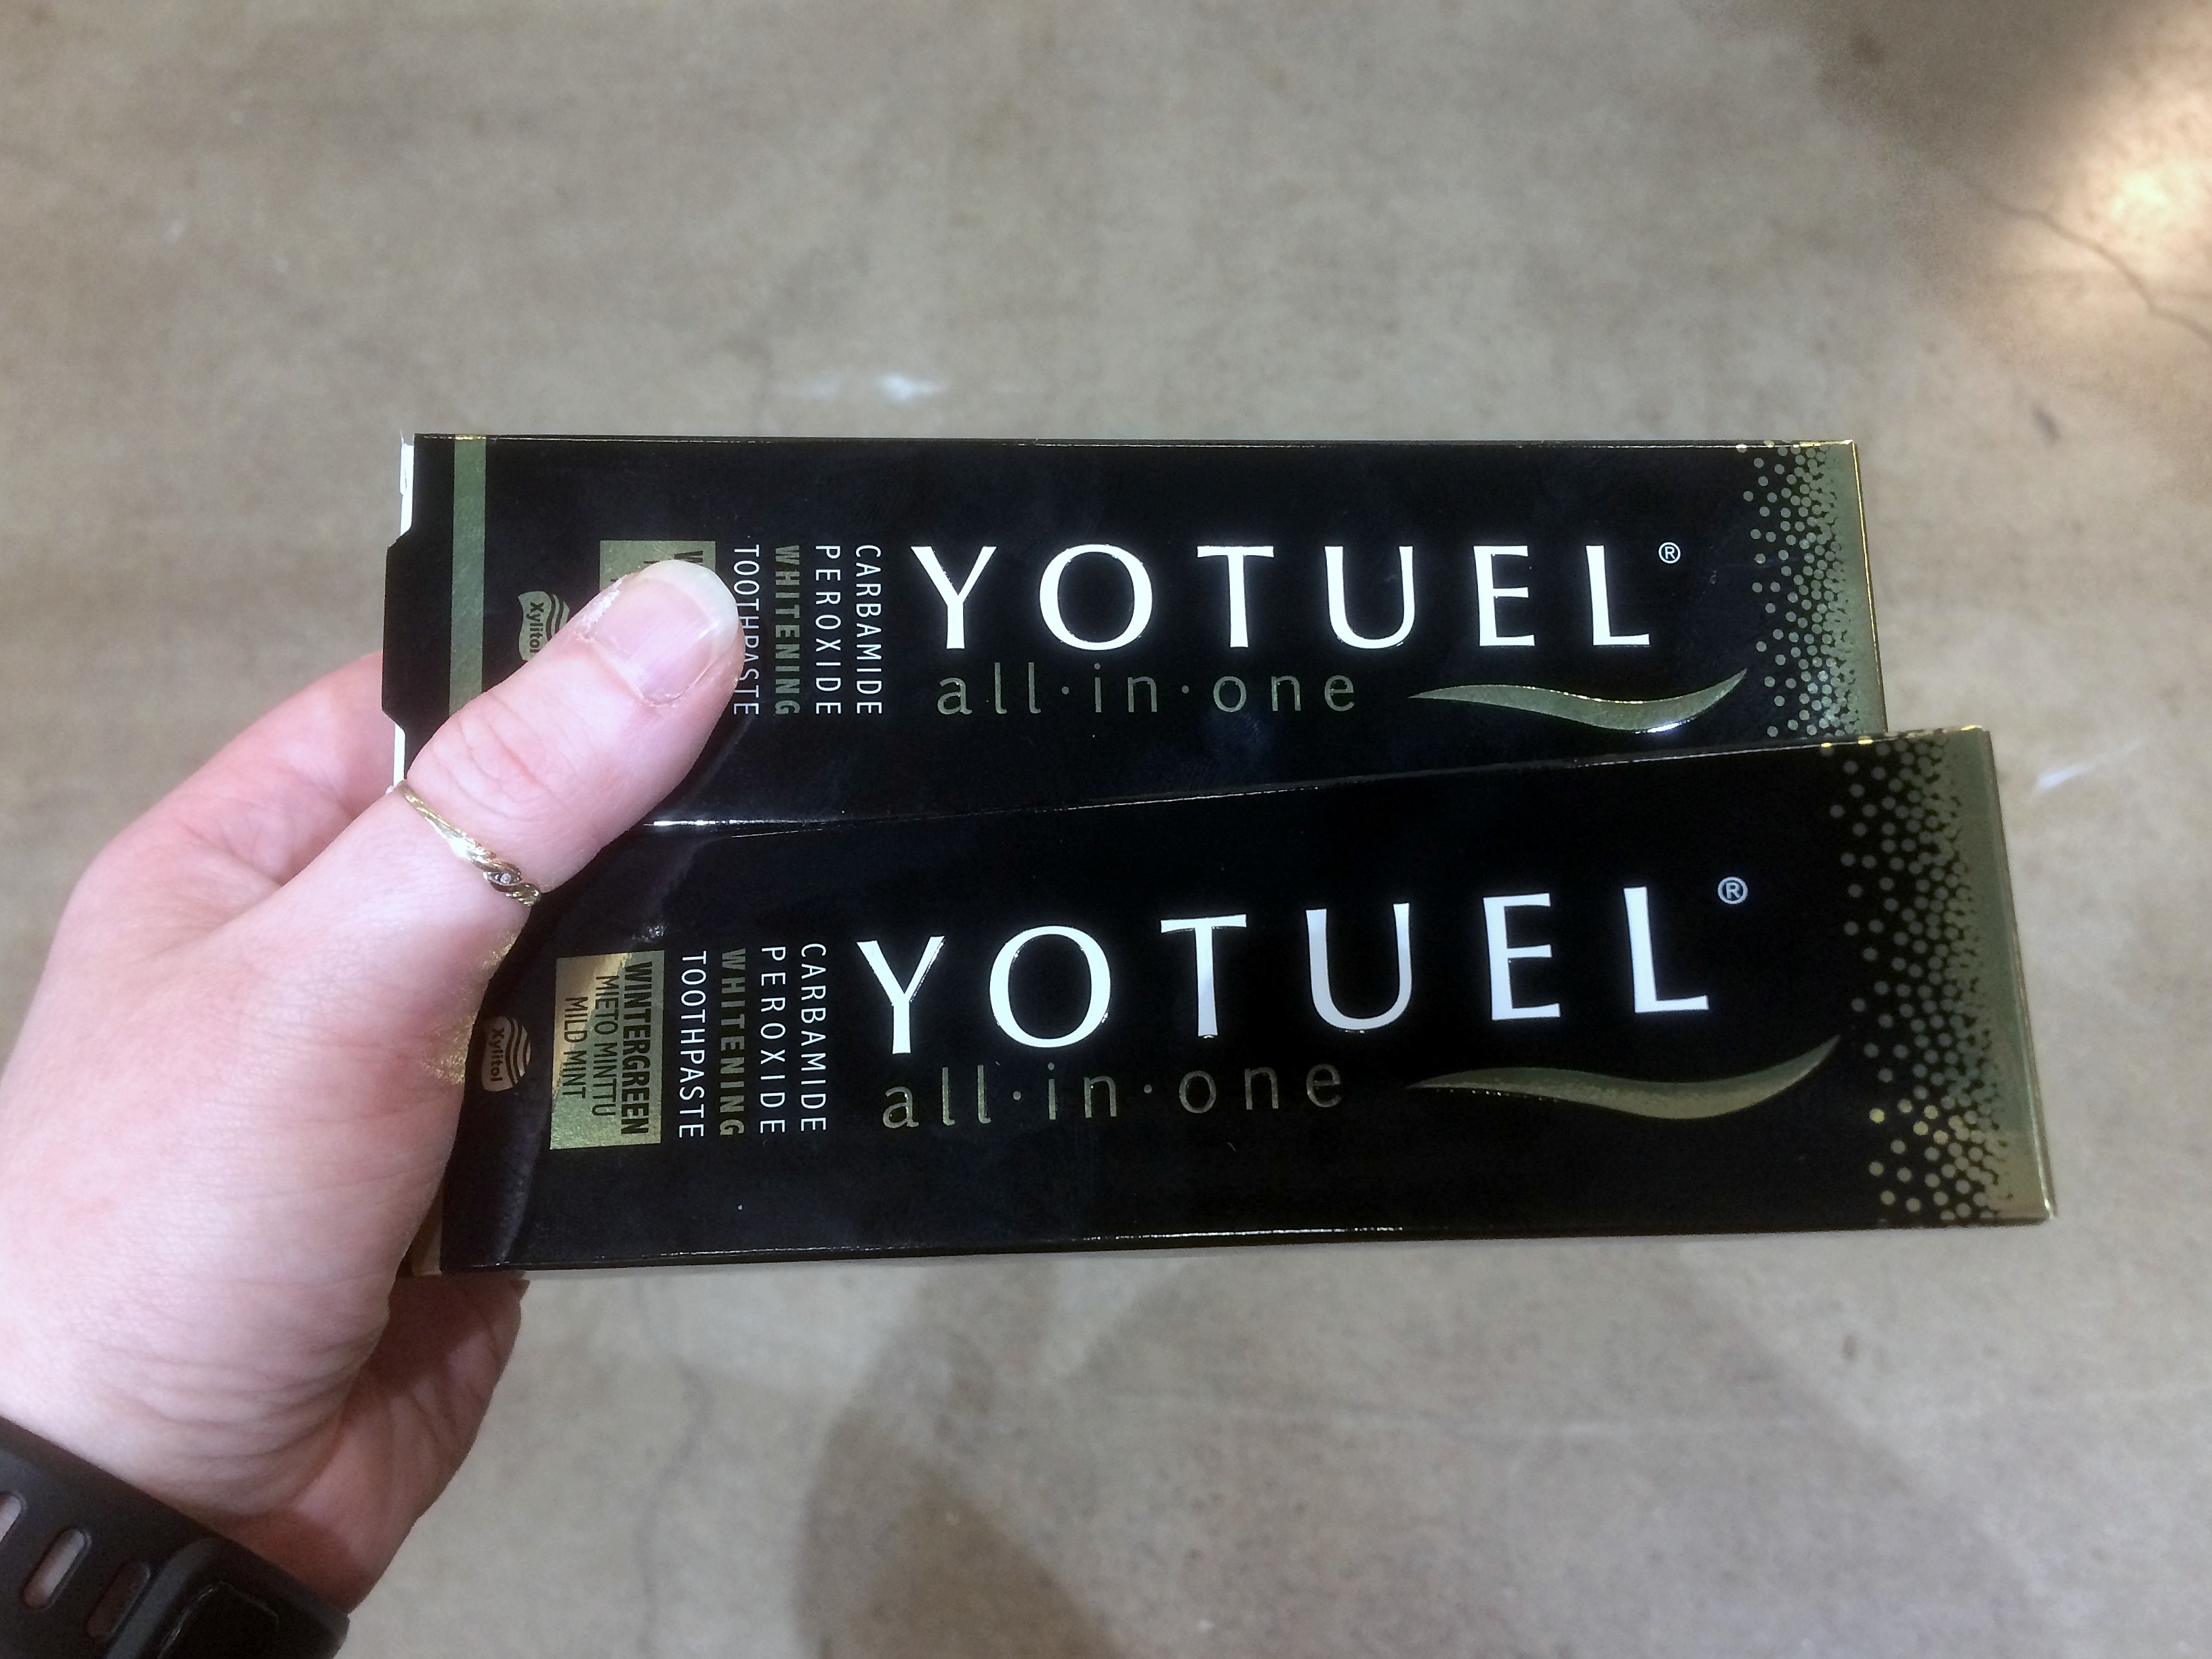 YOTUEL®
all·in·one
CARBAMIDE
PEROXIDE
WHITENING
TOOTHPASTE
Xylitol
YOTUEL®
all·in·one
CARBAMIDE
PEROXIDE
WHITENING
TOOTHPASTE
WINTERGREEN
MIETO MINTTU
MILD MINT
Xylitol